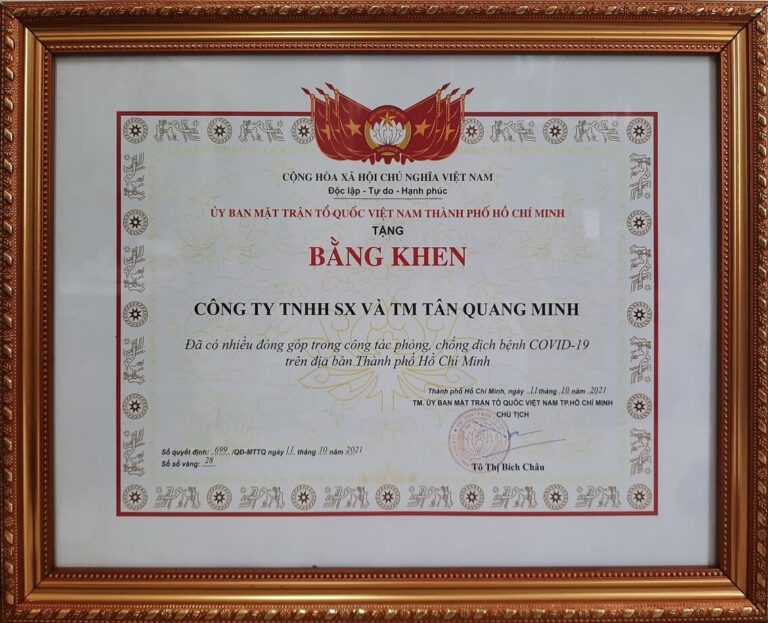 CỘNG HÒA XÃ HỘI CHỦ NGHĨA VIỆT NAM
Độc lập - Tự do - Hạnh phúc
ỦY BAN MẶT TRẬN TỔ QUỐC VIỆT NAM THÀNH PHỐ HỒ CHÍ MINH
TẶNG
BẰNG KHEN
CÔNG TY TNHH SX VÀ TM TÂN QUANG MINH
Đã có nhiều đóng góp trong công tác phòng, chống dịch bệnh COVID-19
trên địa bàn Thành phố Hồ Chí Minh
Thành phố Hồ Chí Minh, ngày 11 tháng 10 năm 2021
TM. ỦY BAN MẶT TRẬN TỔ QUỐC VIỆT NAM TP.HỒ CHÍ MINH
CHỦ TỊCH
Số quyết định: 699 /QĐ-MTTQ ngày 11 tháng 10 năm 2021
Số sổ vàng: 28
Tô Thị Bích Châu